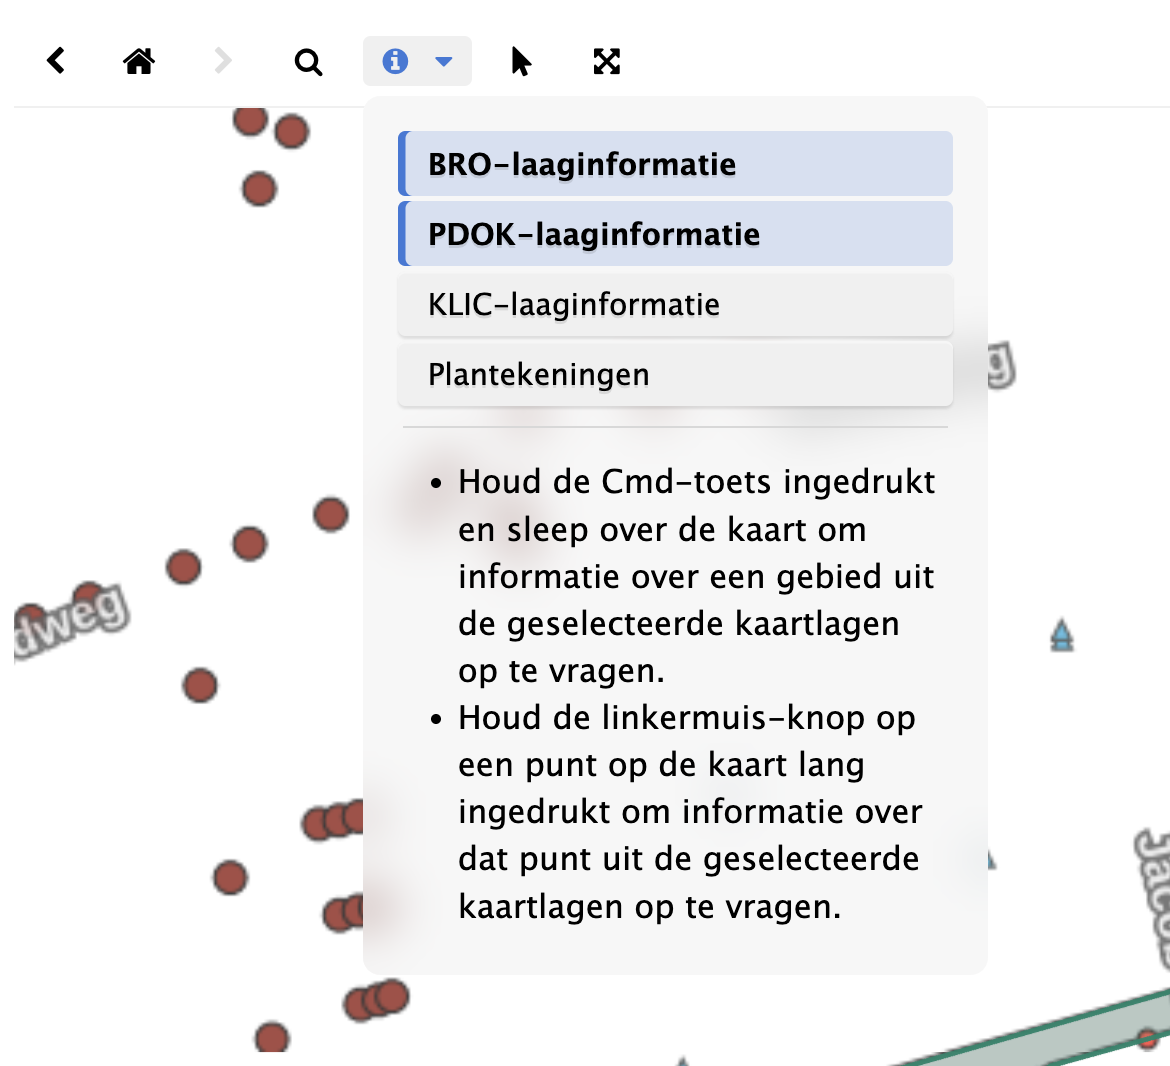 BRO-laaginformatie
PDOK-laaginformatie
KLIC-laaginformatie
Plantekeningen
g
• Houd de Cmd-toets ingedrukt
en sleep over de kaart om
informatie over een gebied uit
de geselecteerde kaartlagen
op te vragen.
dweg
• Houd de linkermuis-knop op
een punt op de kaart lang
ingedrukt om informatie over
dat punt uit de geselecteerde
kaartlagen op te vragen.